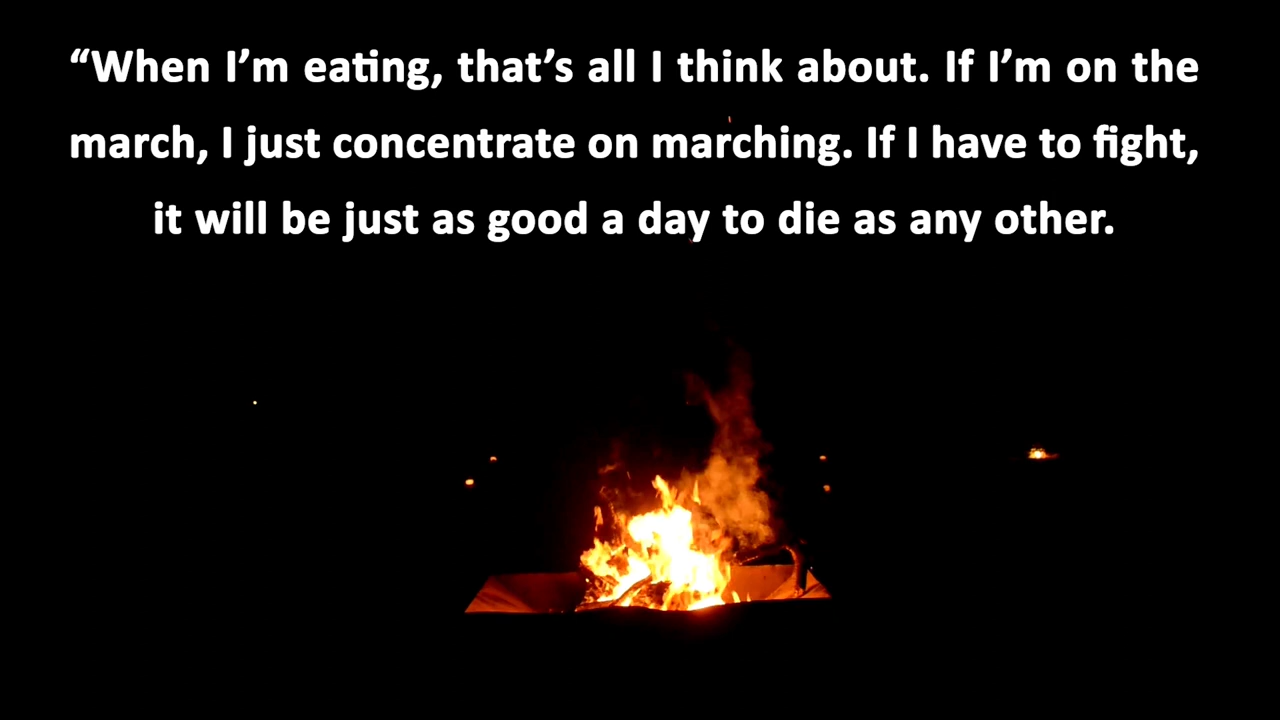 “When I’m eating, that’s all I think about. If I’m on the
march, I just concentrate on marching. If I have to fight,
it will be just as good a day to die as any other.